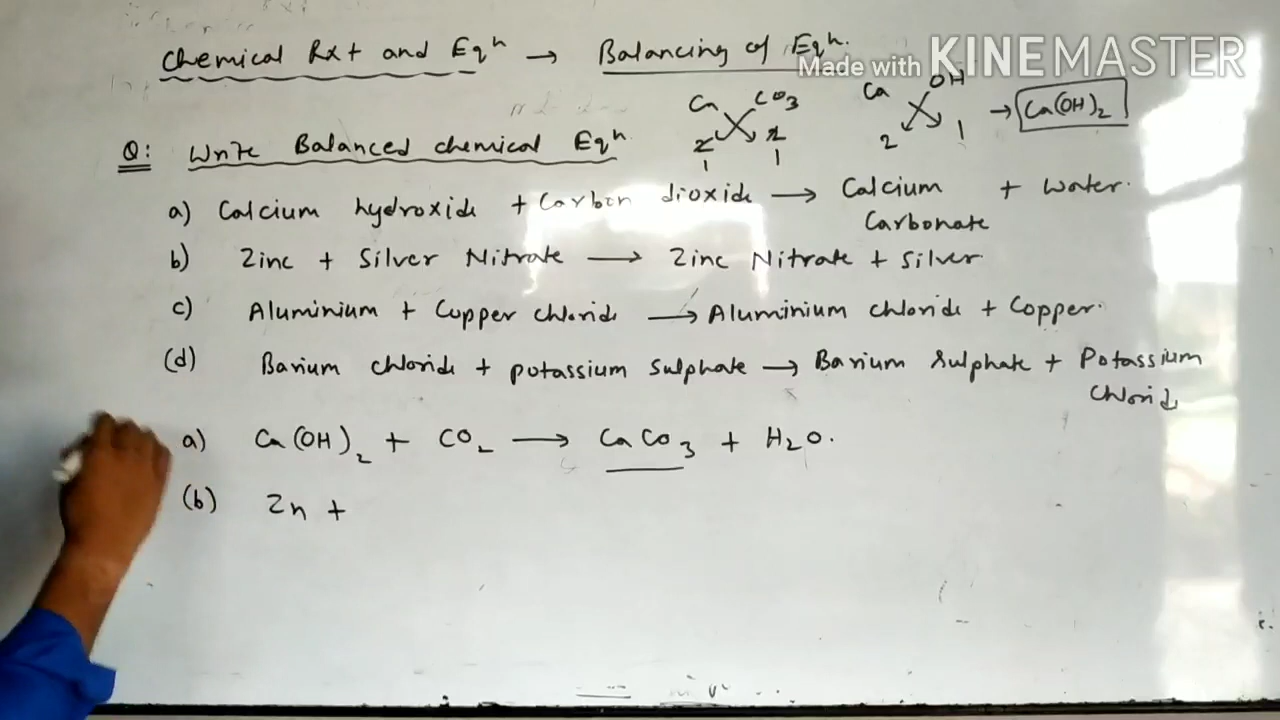 Chemical Rxt and Eqn → Balancing of Eqn.
Made with KINEMASTER
Ca CO3 Ca OH → Ca(OH)2
2 2 2 1
1 1
Q: Write Balanced chemical Eqn
a) Calcium hydroxide + Carbon dioxide → Calcium Carbonate + water.
b) Zinc + Silver Nitrate → Zinc Nitrate + Silver.
c) Aluminium + Copper chloride → Aluminium chloride + Copper.
(d) Barium chloride + potassium sulphate → Barium Sulphate + Potassium Chloride
a) Ca(OH)2 + CO2 → CaCO3 + H2O.
(b) Zn +